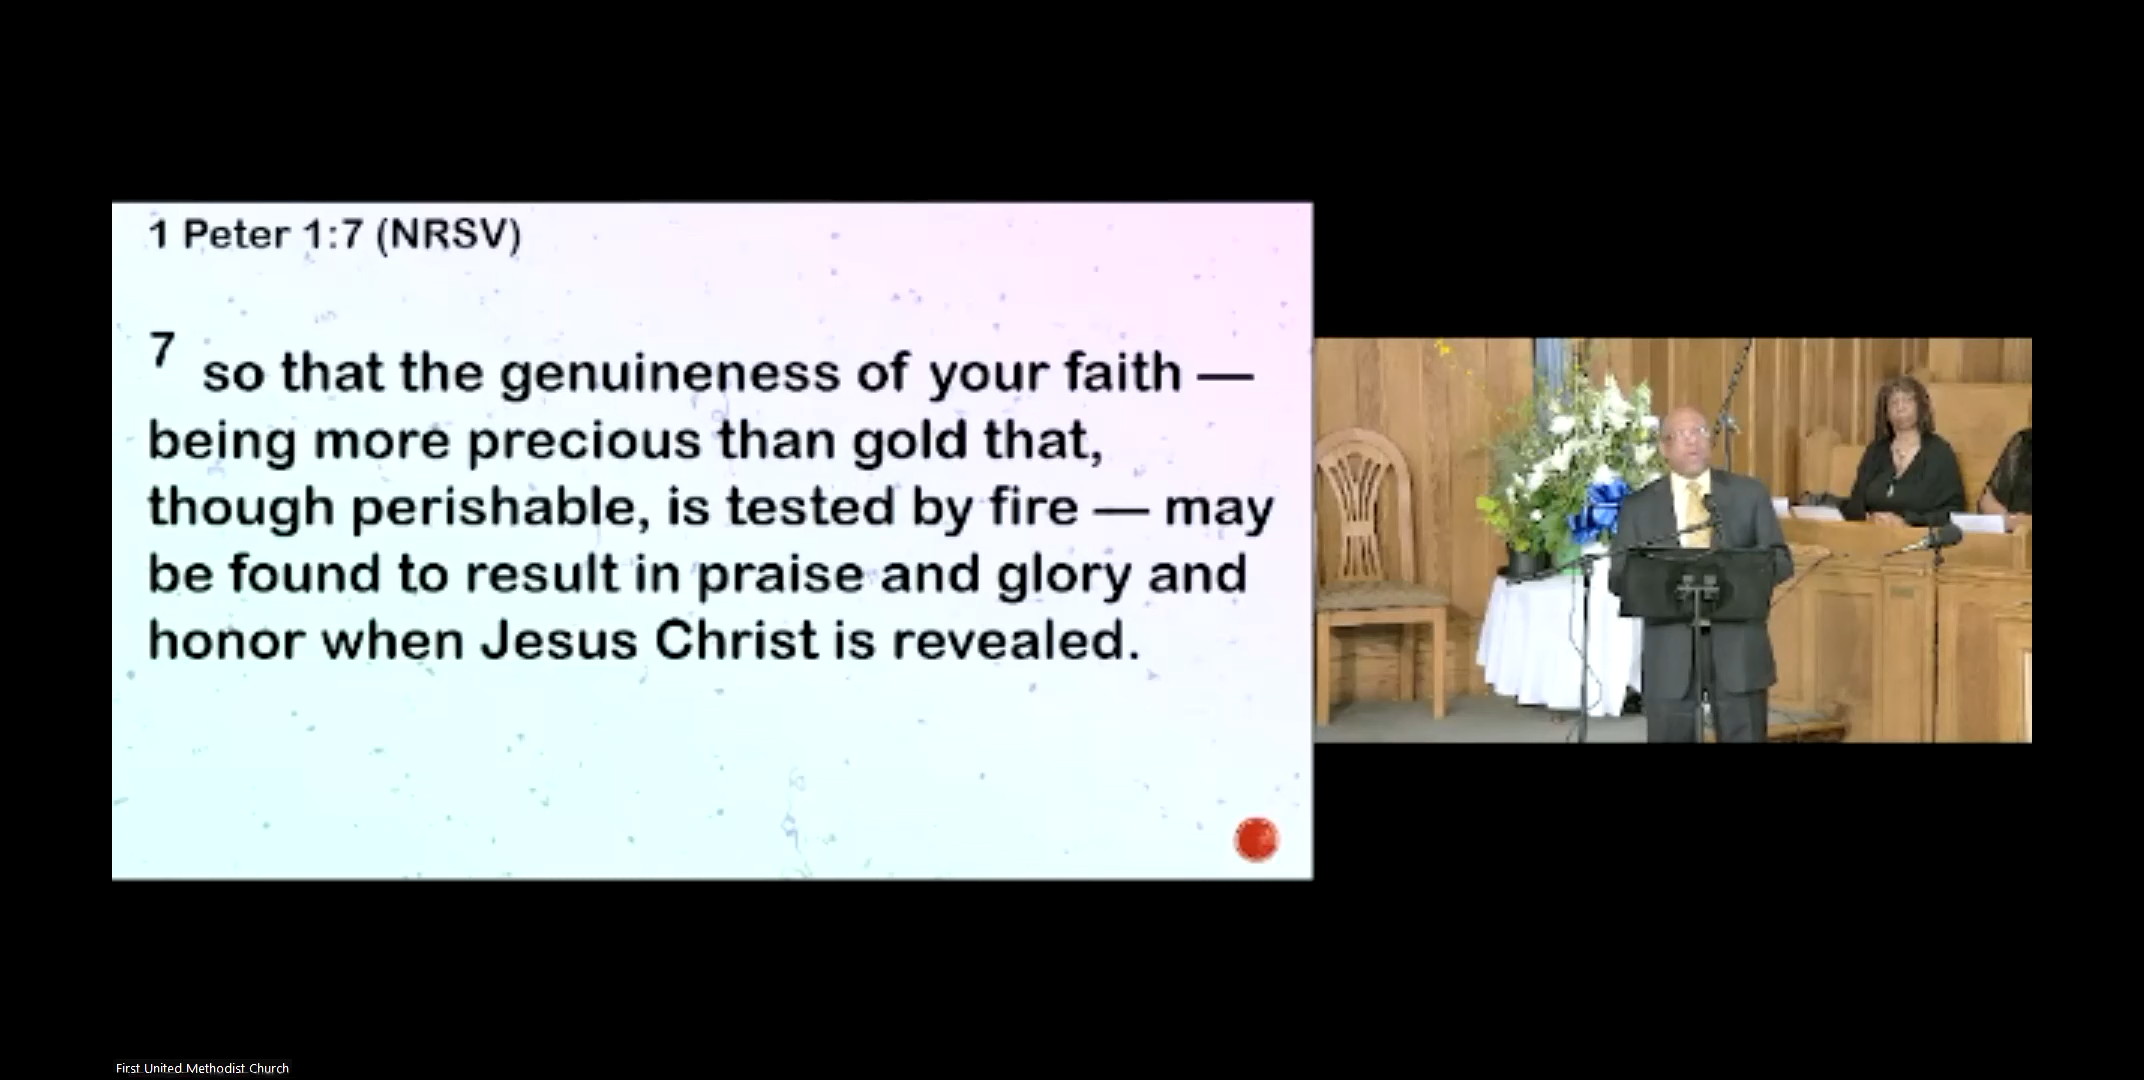 1 Peter 1:7 (NRSV)
7 so that the genuineness of your faith —
being more precious than gold that,
though perishable, is tested by fire — may
be found to result in praise and glory and
honor when Jesus Christ is revealed.
First United Methodist Church